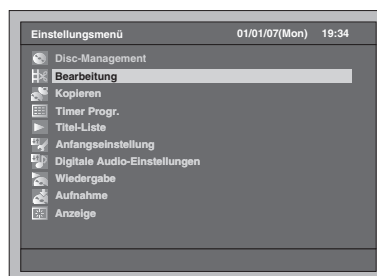 Einstellungsmenü 01/01/07(Mon) 19:34
Disc-Management
Bearbeitung
Kopieren
Timer Progr.
Titel-Liste
Anfangseinstellung
Digitale Audio-Einstellungen
Wiedergabe
Aufnahme
Anzeige